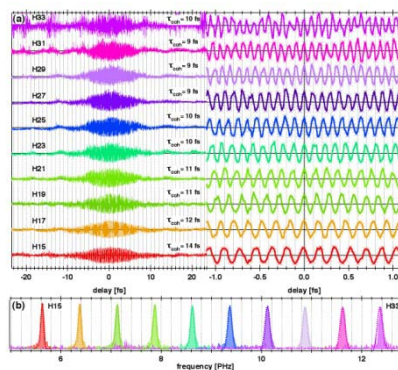 (a)
H33 τcoh = 10 fs
H31 τcoh = 9 fs
H29 τcoh = 9 fs
H27 τcoh = 9 fs
H25 τcoh = 10 fs
H23 τcoh = 10 fs
H21 τcoh = 11 fs
H19 τcoh = 11 fs
H17 τcoh = 12 fs
H15 τcoh = 14 fs
-20 -10 0 10 20 -1.0 -0.5 0.0 0.5 1.0
delay [fs] delay [fs]
(b) H15 H33
6 8 10 12
frequency [PHz]